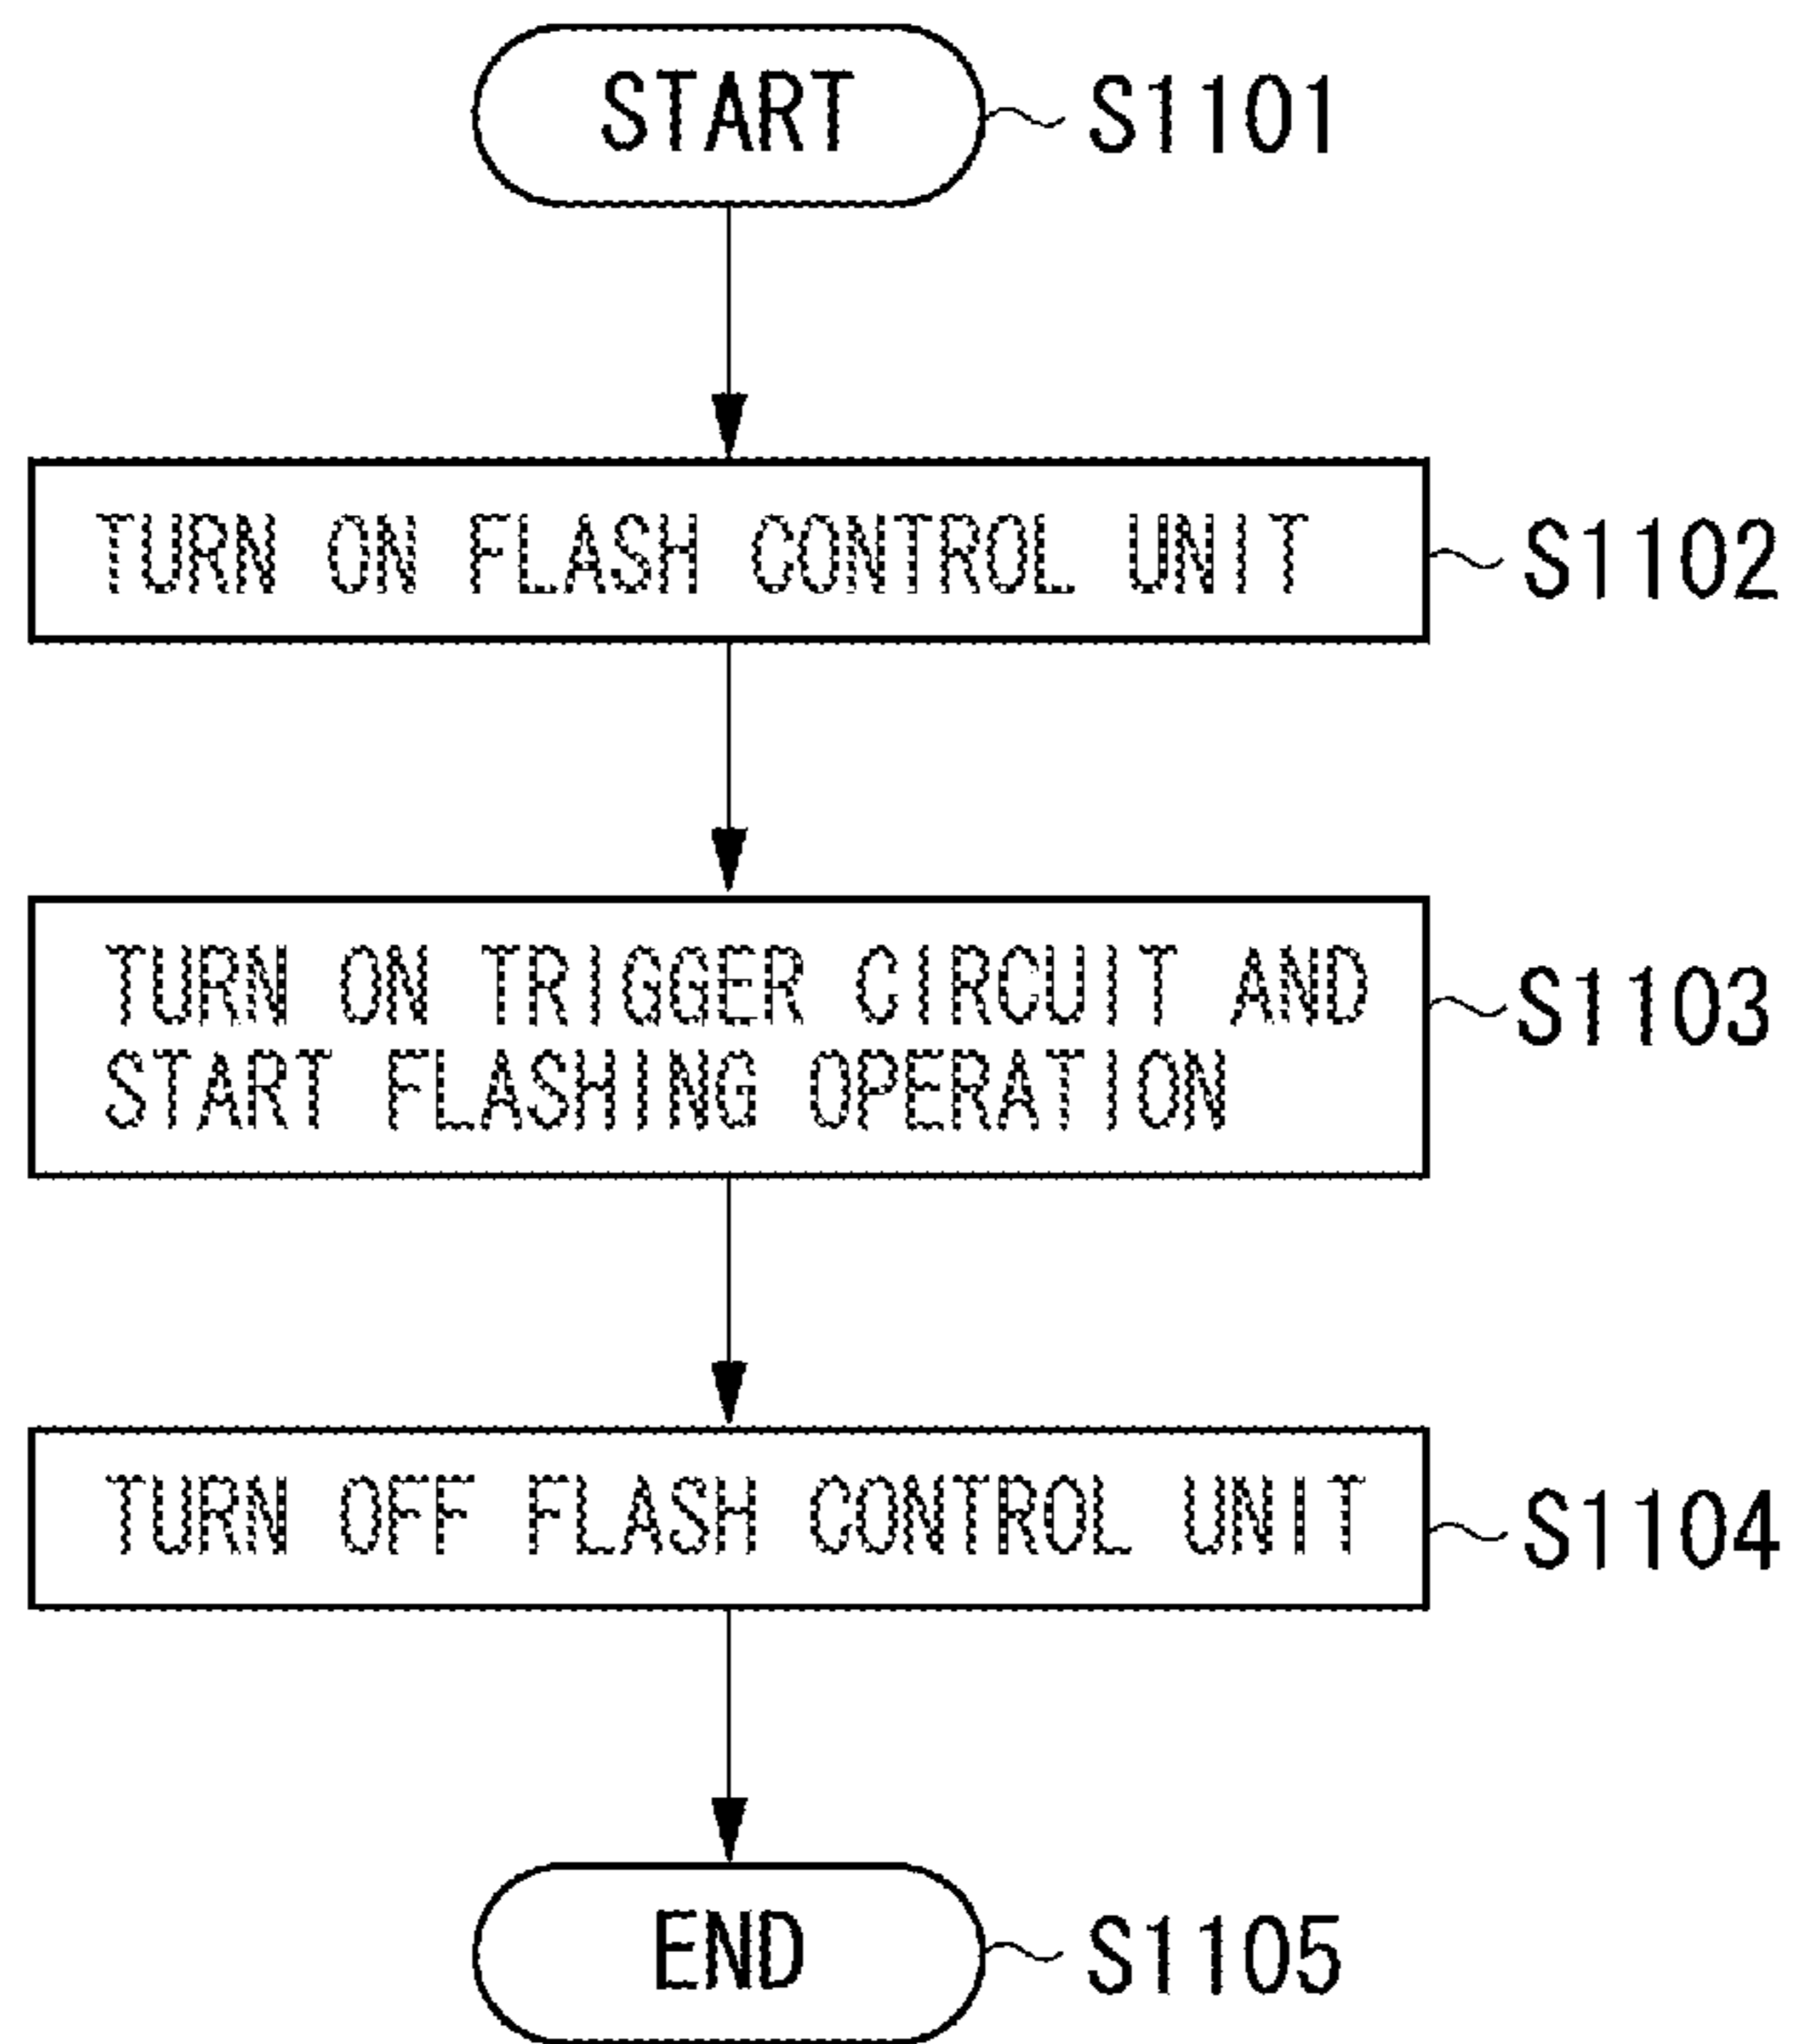 START S1101
TURN ON FLASH CONTROL UNIT S1102
TURN ON TRIGGER CIRCUIT AND
START FLASHING OPERATION S1103
TURN OFF FLASH CONTROL UNIT S1104
END S1105